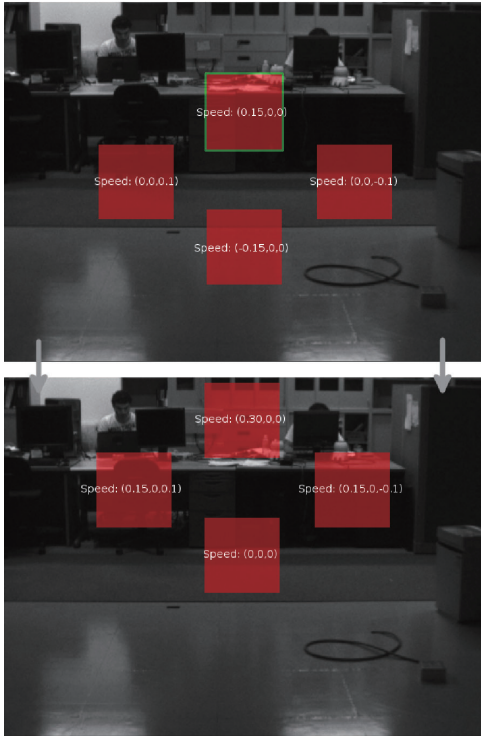 Speed: (0.15,0,0)
Speed: (0,0,0.1)
Speed: (0,0,-0.1)
Speed: (-0.15,0,0)
Speed: (0.30,0,0)
Speed: (0.15,0,0.1)
Speed: (0.15,0,-0.1)
Speed: (0,0,0)